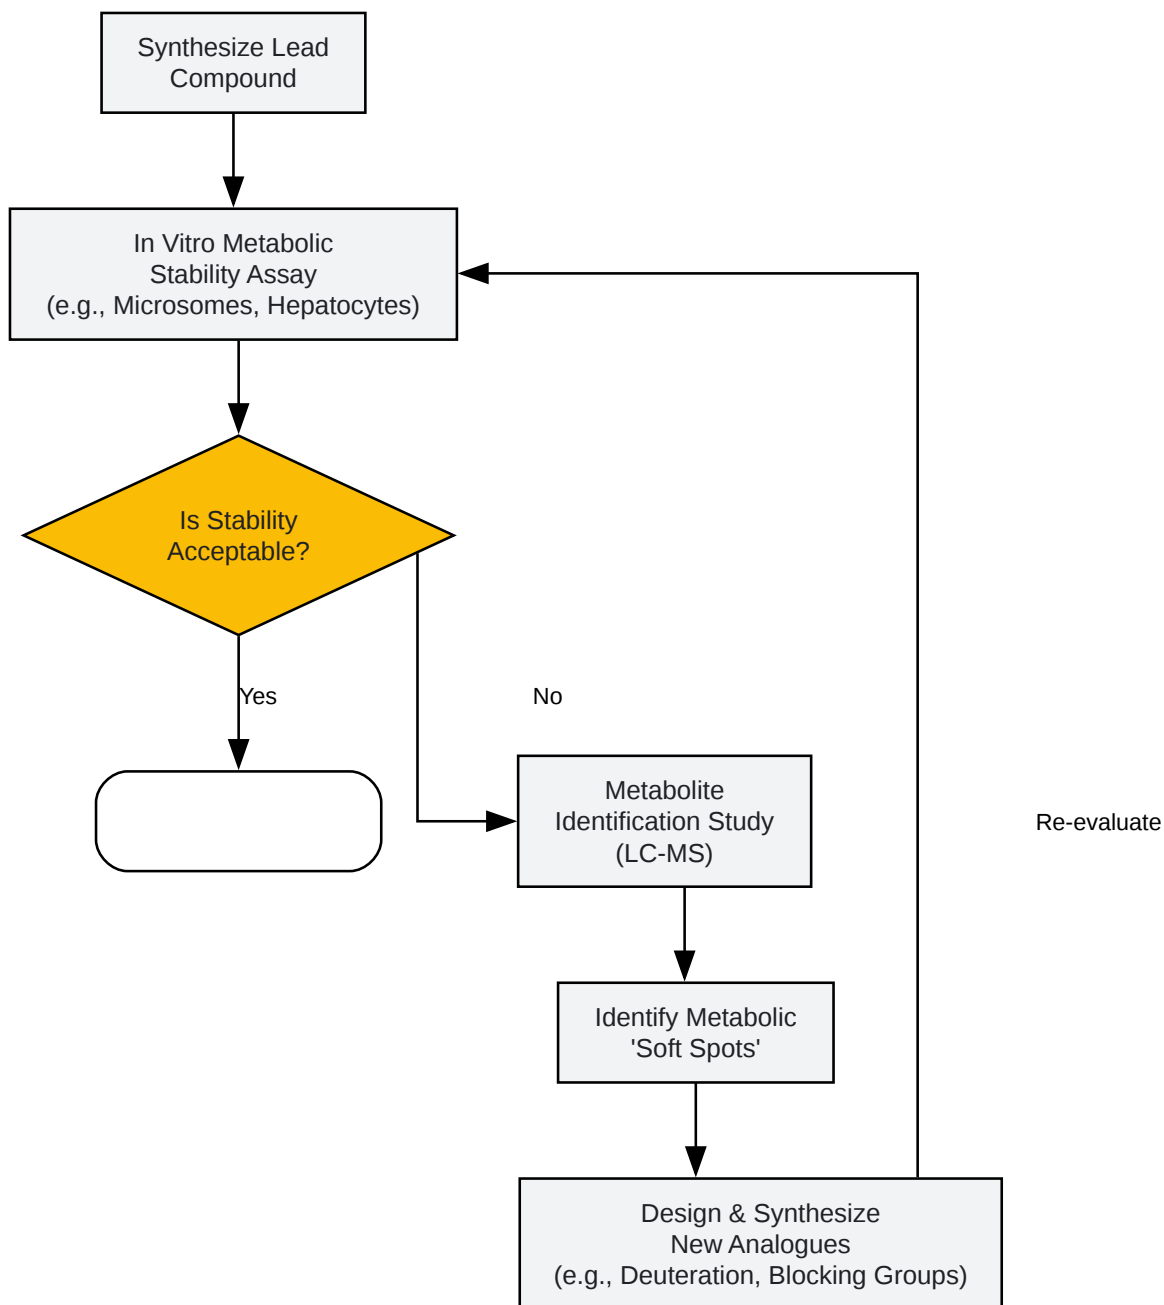 Synthesize Lead
Compound
In Vitro Metabolic
Stability Assay
(e.g., Microsomes, Hepatocytes)
Is Stability
Acceptable?
Yes
No
Metabolite
Identification Study
(LC-MS)
Re-evaluate
Identify Metabolic
'Soft Spots'
Design & Synthesize
New Analogues
(e.g., Deuteration, Blocking Groups)